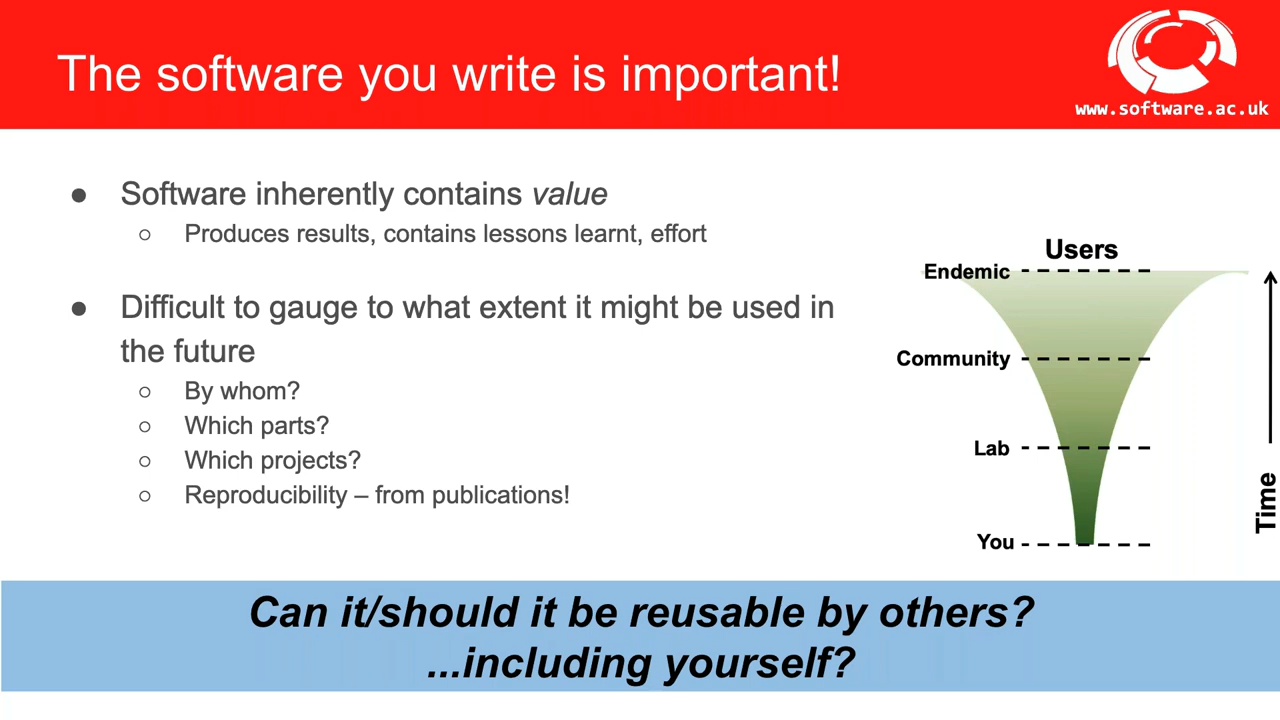 The software you write is important!
www.software.ac.uk
● Software inherently contains value
○ Produces results, contains lessons learnt, effort
● Difficult to gauge to what extent it might be used in
the future
○ By whom?
○ Which parts?
○ Which projects?
○ Reproducibility – from publications!
Users
Endemic
Community
Lab
You
Time
Can it/should it be reusable by others?
...including yourself?